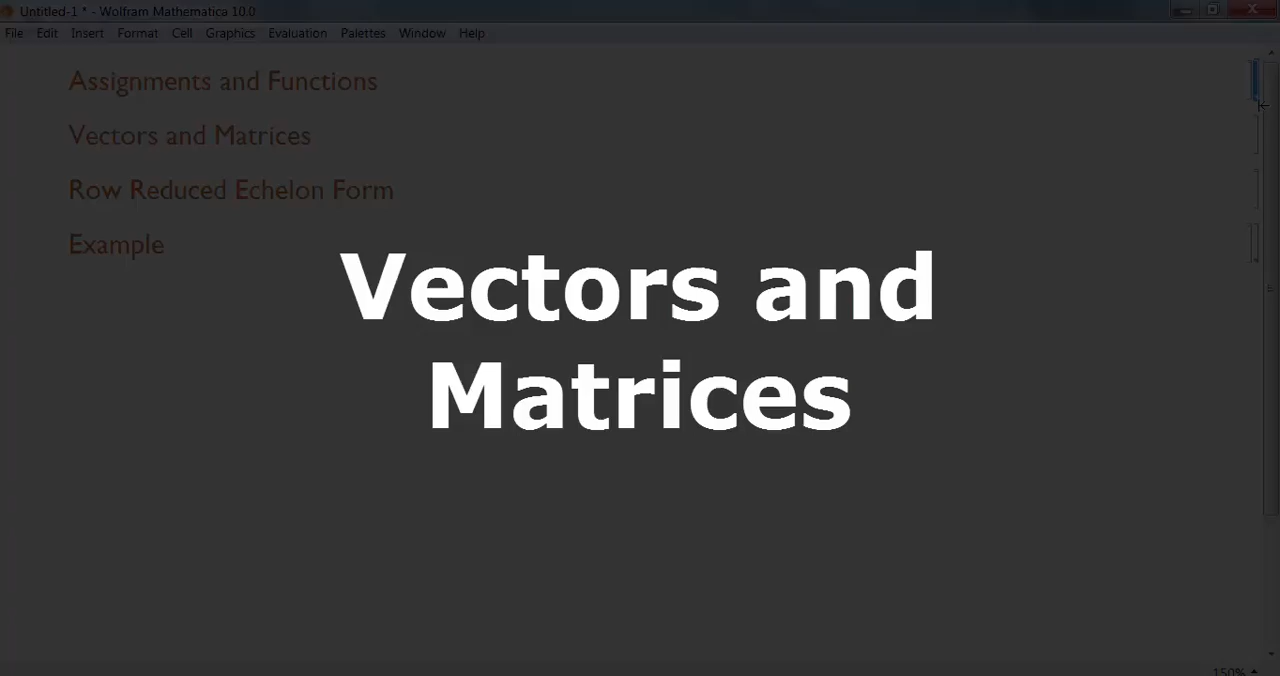 Untitled-1 * - Wolfram Mathematica 10.0
File Edit Insert Format Cell Graphics Evaluation Palettes Window Help
Assignments and Functions
Vectors and Matrices
Row Reduced Echelon Form
Example
Vectors and
Matrices
150%